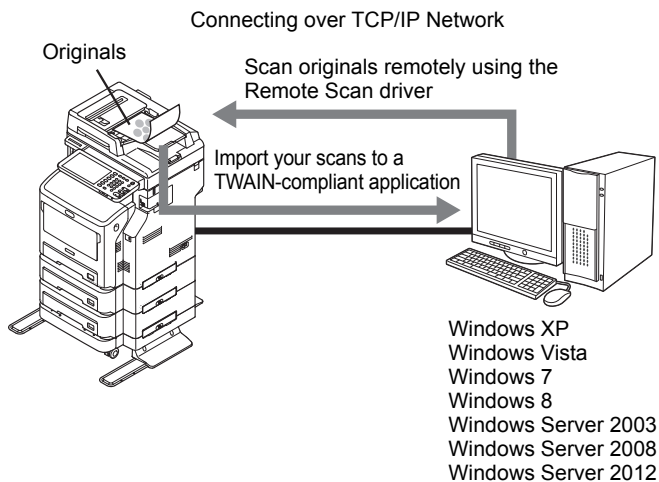 Connecting over TCP/IP Network
Originals
Scan originals remotely using the
Remote Scan driver
Import your scans to a
TWAIN-compliant application
Windows XP
Windows Vista
Windows 7
Windows 8
Windows Server 2003
Windows Server 2008
Windows Server 2012